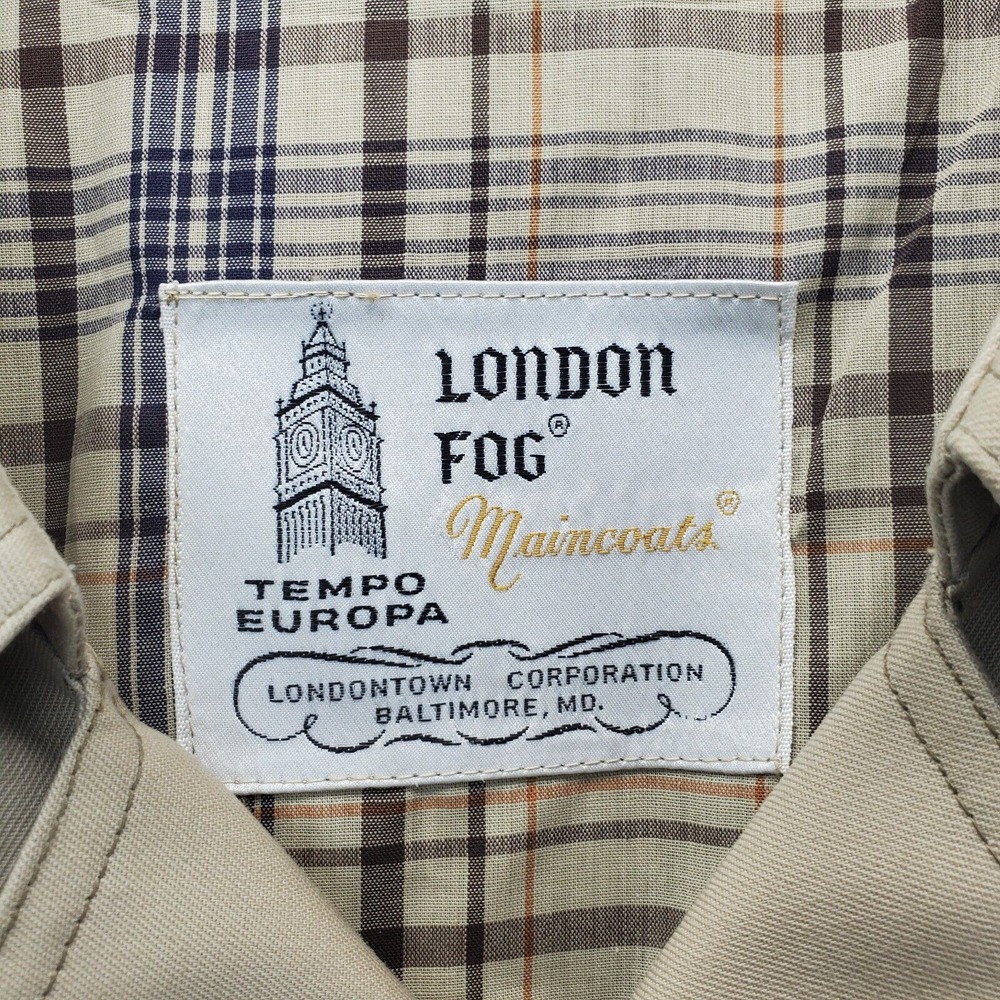 LONDON
FOG®
Maincoats®
TEMPO
EUROPA
LONDONTOWN CORPORATION
BALTIMORE, MD.